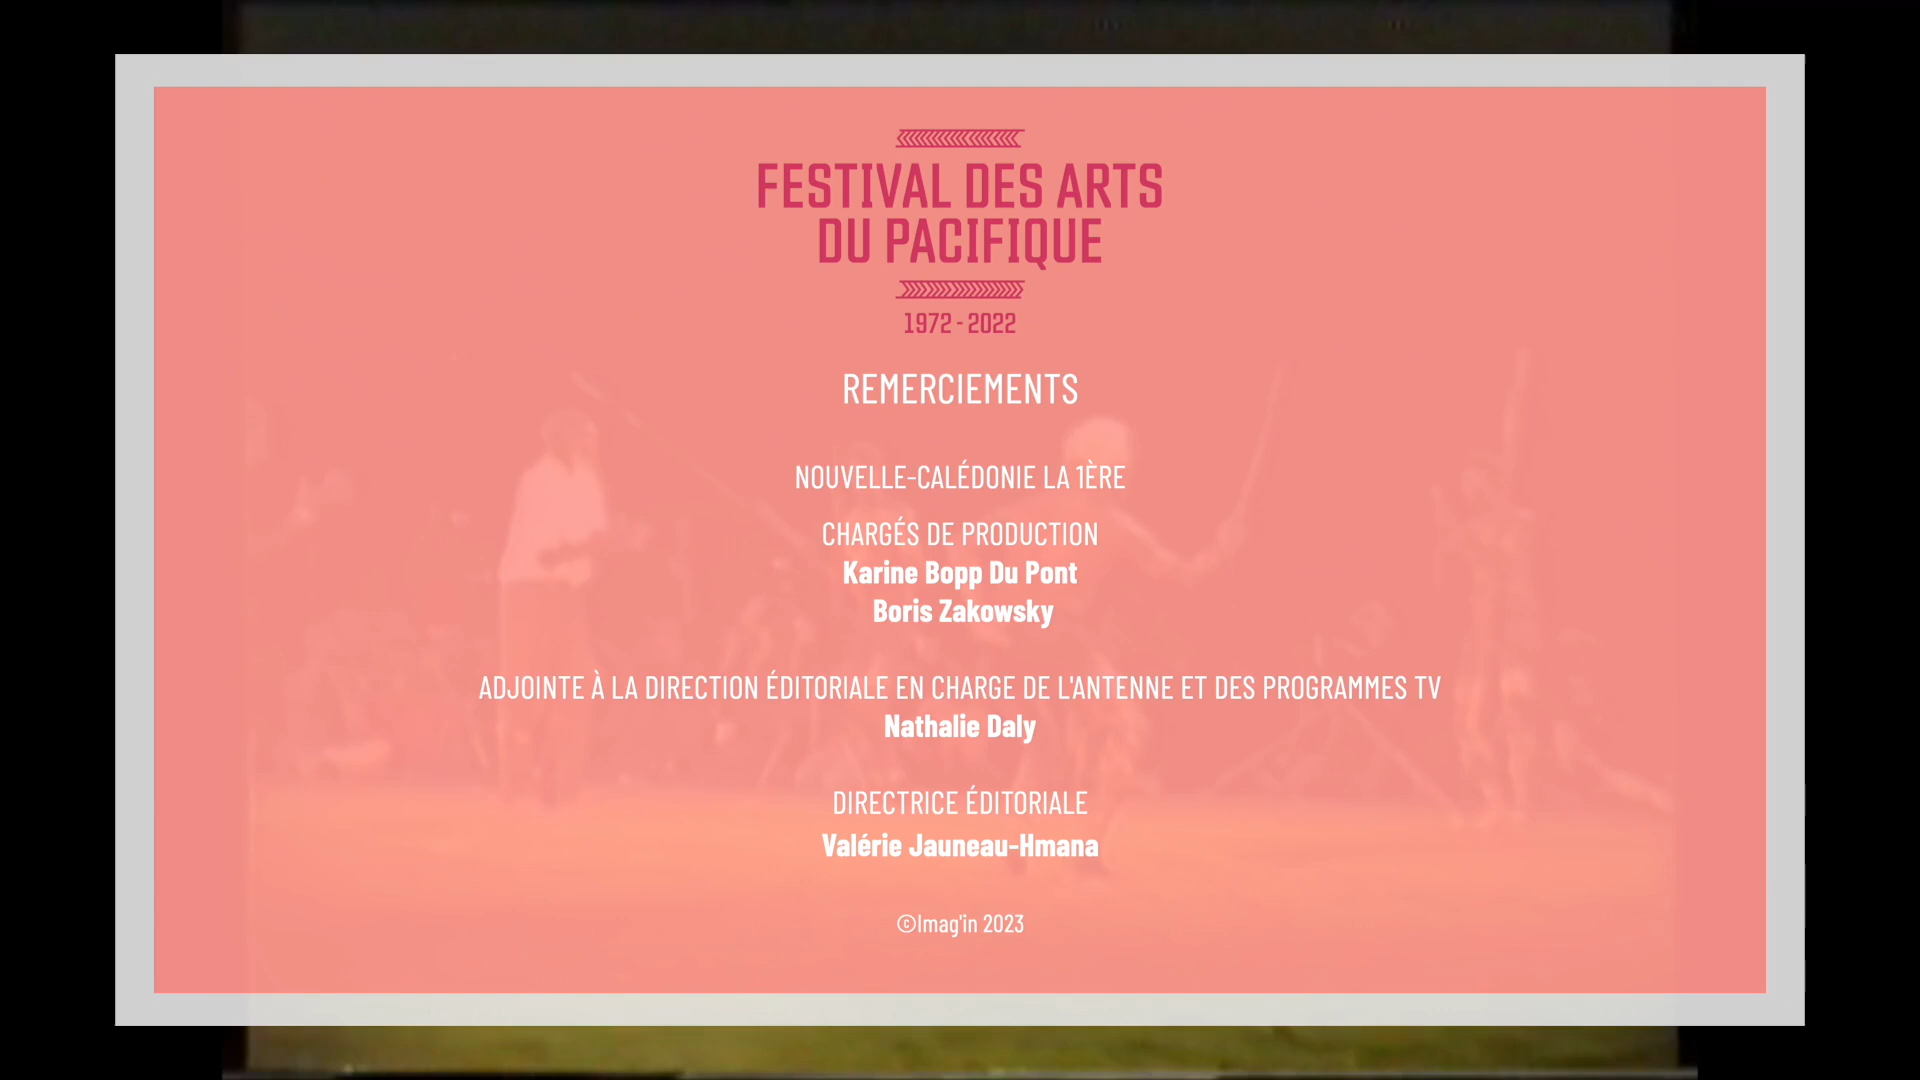 FESTIVAL DES ARTS
DU PACIFIQUE
1972 - 2022
REMERCIEMENTS
NOUVELLE-CALÉDONIE LA 1ÈRE
CHARGÉS DE PRODUCTION
Karine Bopp Du Pont
Boris Zakowsky
ADJOINTE À LA DIRECTION ÉDITORIALE EN CHARGE DE L'ANTENNE ET DES PROGRAMMES TV
Nathalie Daly
DIRECTRICE ÉDITORIALE
Valérie Jauneau-Hmana
©Imag'in 2023